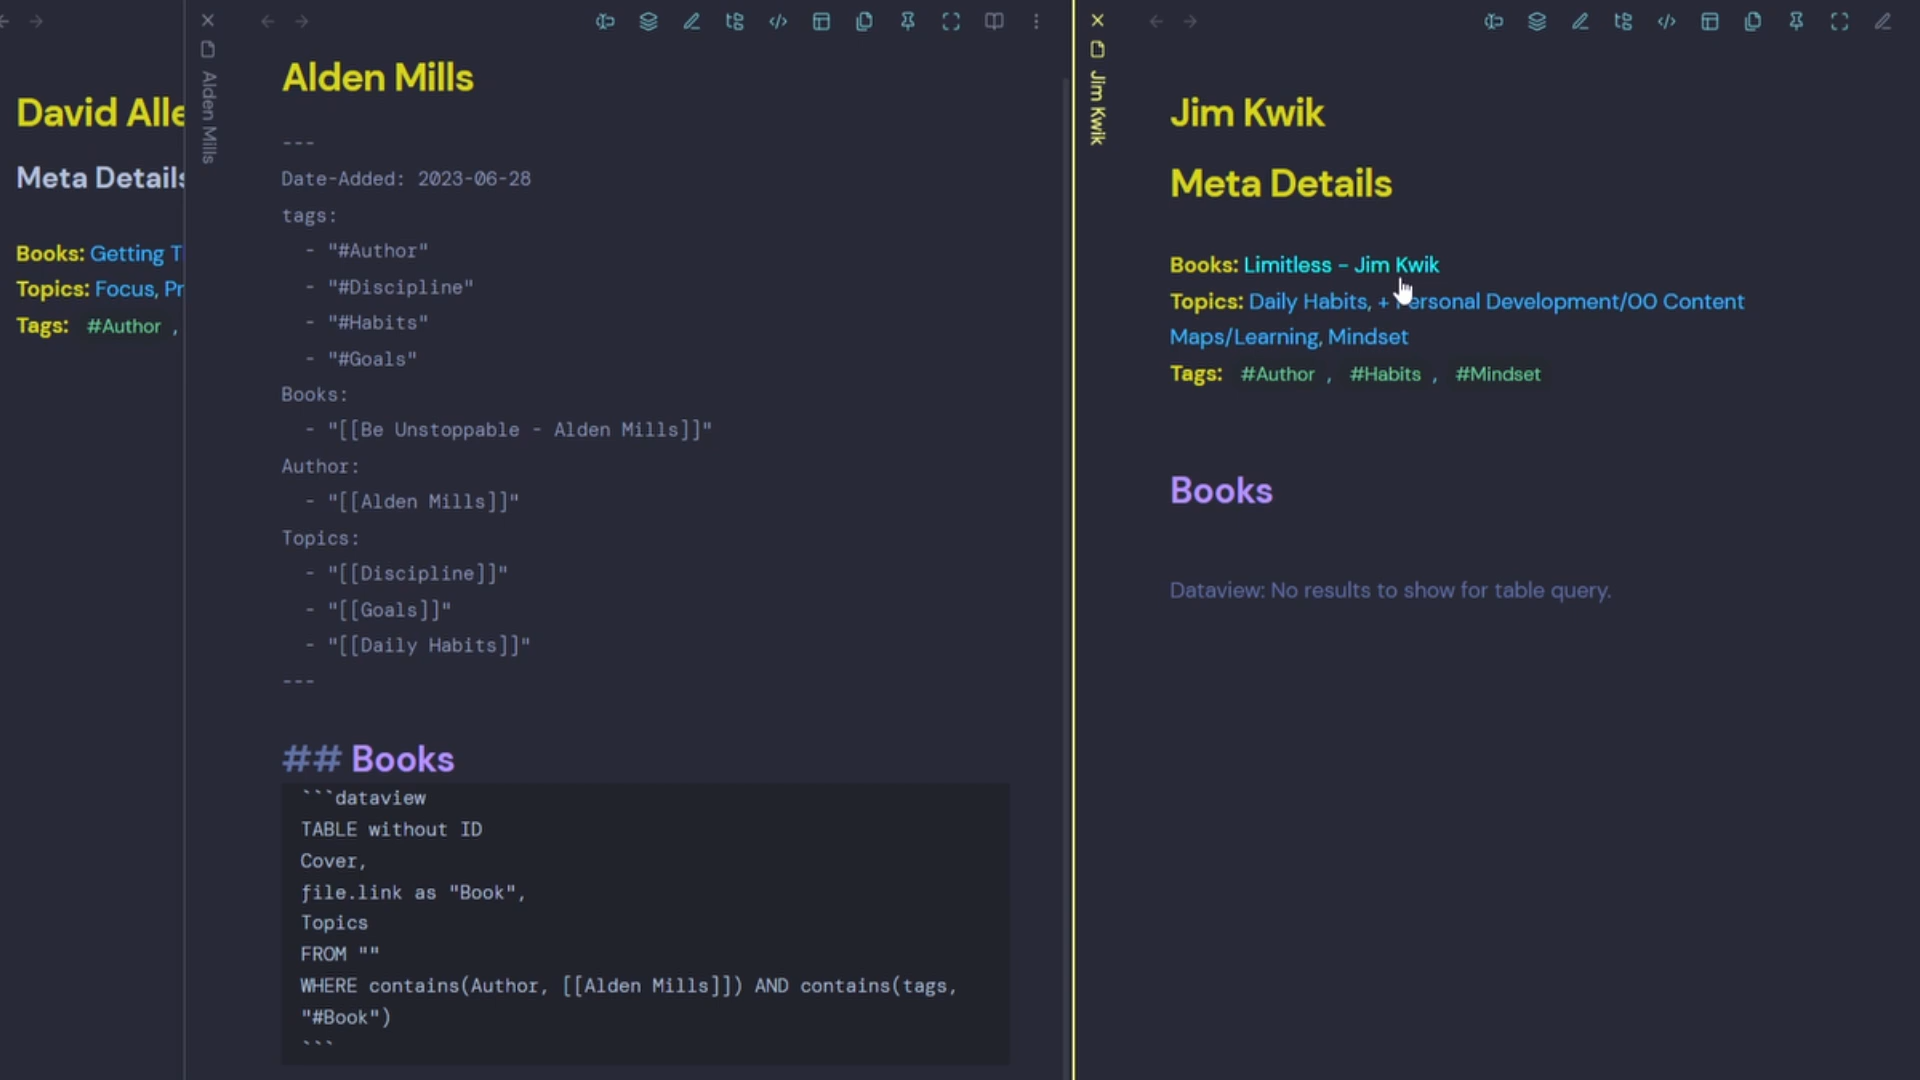 David Alle
Meta Details
Books: Getting T
Topics: Focus, Pr
Tags: #Author ,
Alden Mills
Alden Mills
---
Date-Added: 2023-06-28
tags:
- "#Author"
- "#Discipline"
- "#Habits"
- "#Goals"
Books:
- "[[Be Unstoppable - Alden Mills]]"
Author:
- "[[Alden Mills]]"
Topics:
- "[[Discipline]]"
- "[[Goals]]"
- "[[Daily Habits]]"
---
## Books
```dataview
TABLE without ID
Cover,
file.link as "Book",
Topics
FROM ""
WHERE contains(Author, [[Alden Mills]]) AND contains(tags,
"#Book")
```
Jim Kwik
Jim Kwik
Meta Details
Books: Limitless - Jim Kwik
Topics: Daily Habits, + Personal Development/00 Content
Maps/Learning, Mindset
Tags: #Author , #Habits , #Mindset
Books
Dataview: No results to show for table query.